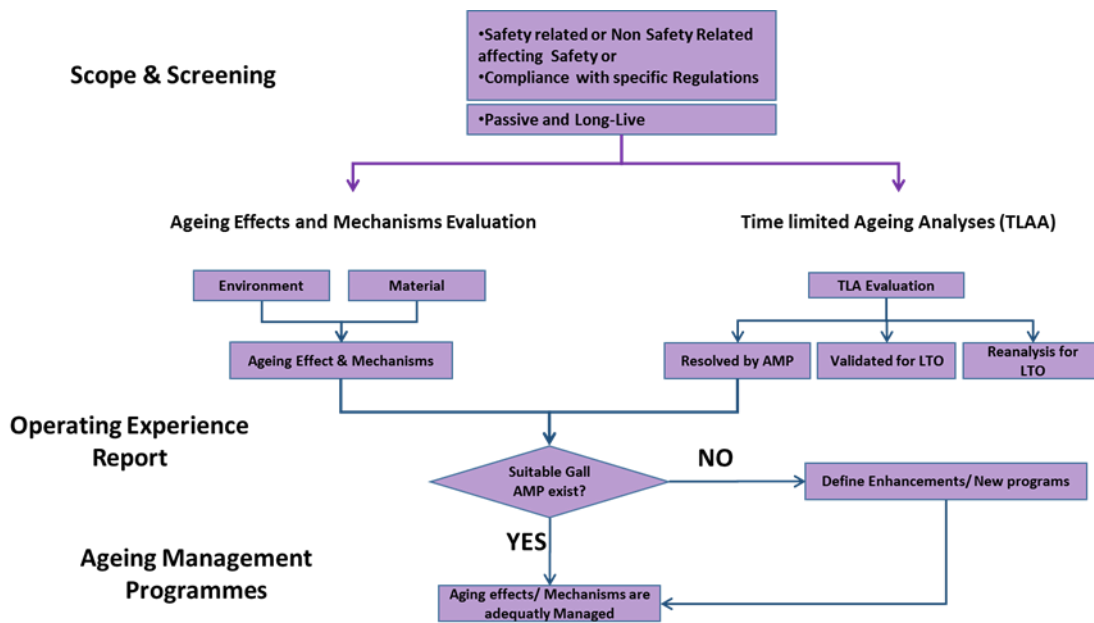 •Safety related or Non Safety Related
affecting Safety or
•Compliance with specific Regulations
Scope & Screening
•Passive and Long-Live
Ageing Effects and Mechanisms Evaluation
Time limited Ageing Analyses (TLAA)
Environment
Material
TLA Evaluation
Ageing Effect & Mechanisms
Resolved by AMP
Validated for LTO
Reanalysis for
LTO
Operating Experience
Report
Suitable Gall
AMP exist?
NO
Define Enhancements/ New programs
YES
Ageing Management
Programmes
Aging effects/ Mechanisms are
adequatly Managed